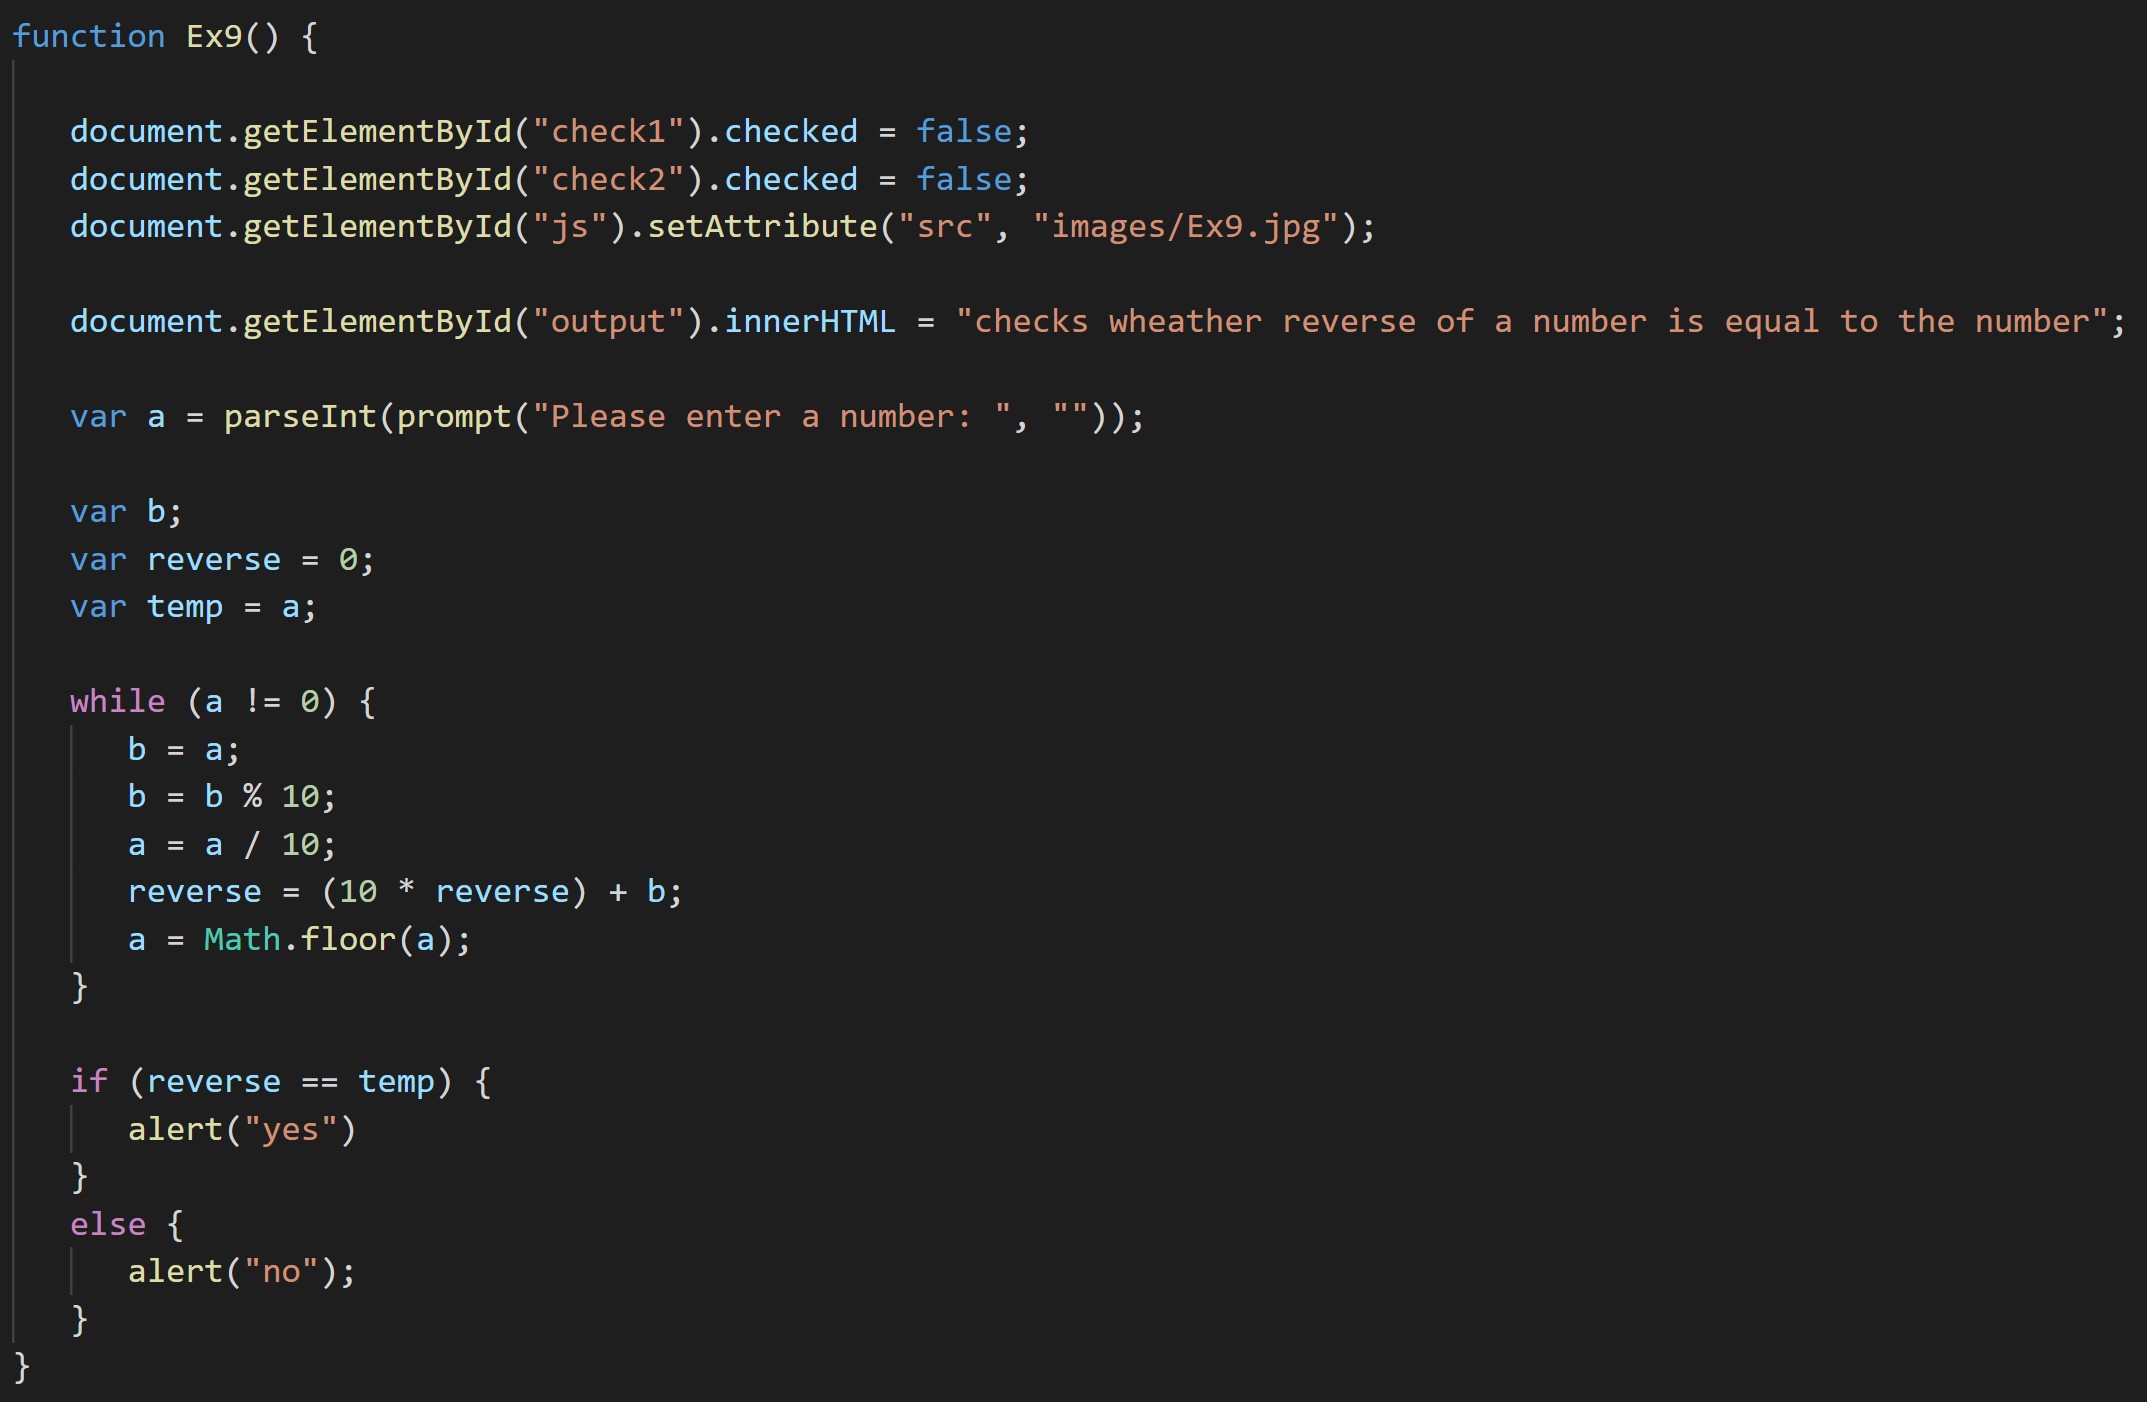 function Ex9() {
document.getElementById("check1").checked = false;
document.getElementById("check2").checked = false;
document.getElementById("js").setAttribute("src", "images/Ex9.jpg");
document.getElementById("output").innerHTML = "checks wheather reverse of a number is equal to the number";
var a = parseInt(prompt("Please enter a number: ", ""));
var b;
var reverse = 0;
var temp = a;
while (a != 0) {
b = a;
b = b % 10;
a = a / 10;
reverse = (10 * reverse) + b;
a = Math.floor(a);
}
if (reverse == temp) {
alert("yes")
}
else {
alert("no");
}
}